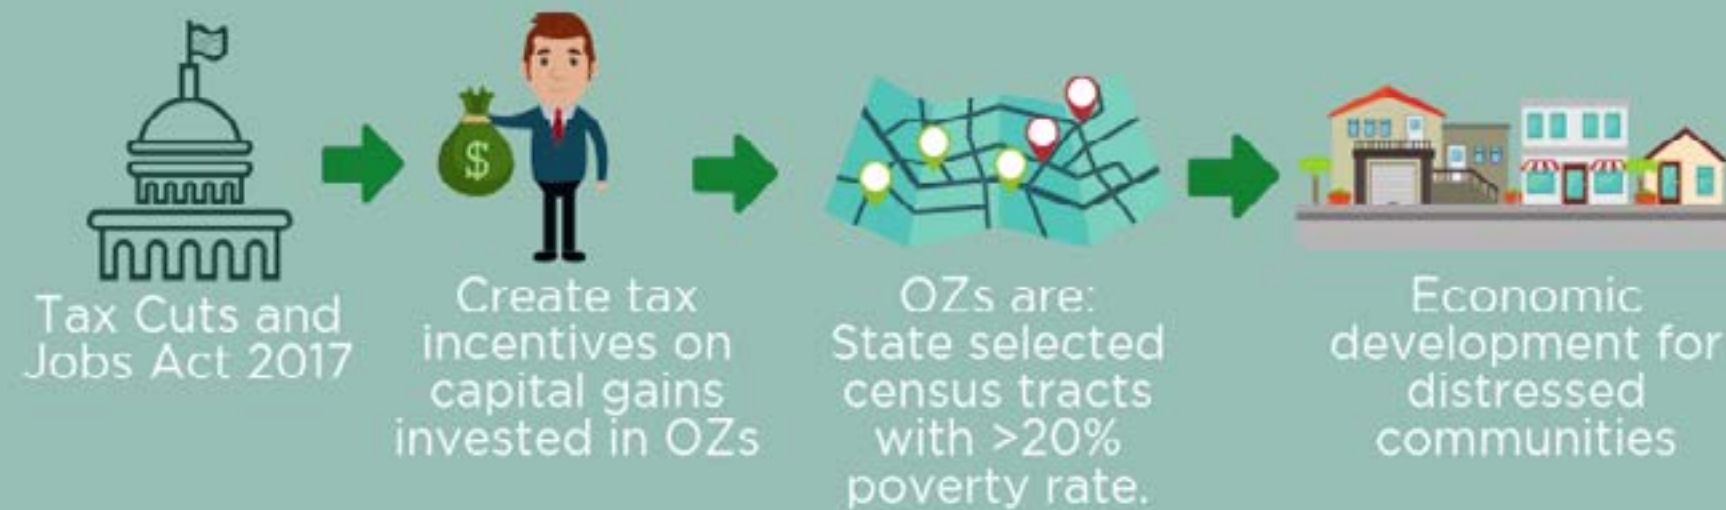 $
Tax Cuts and
Jobs Act 2017
Create tax
incentives on
capital gains
invested in OZs
OZs are:
State selected
census tracts
with >20%
poverty rate.
Economic
development for
distressed
communities